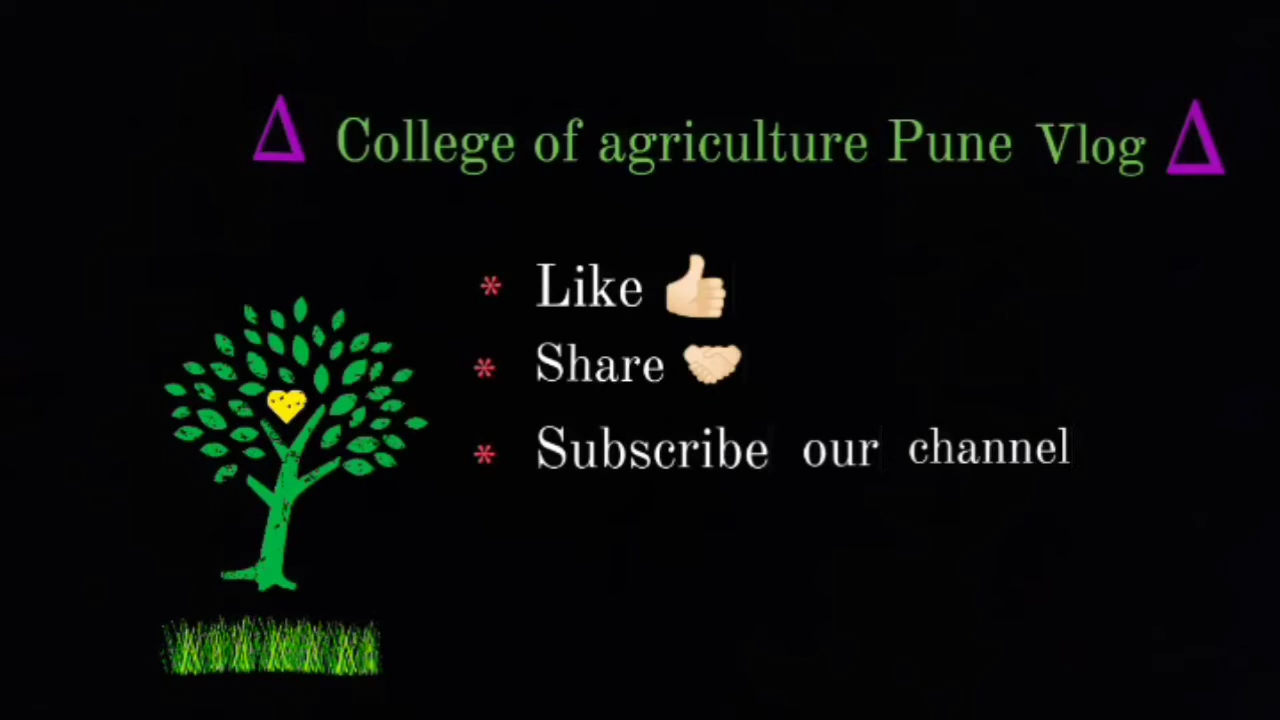 Δ College of agriculture Pune Vlog Δ
* Like 👍🏻
* Share 🤝🏻
* Subscribe our channel